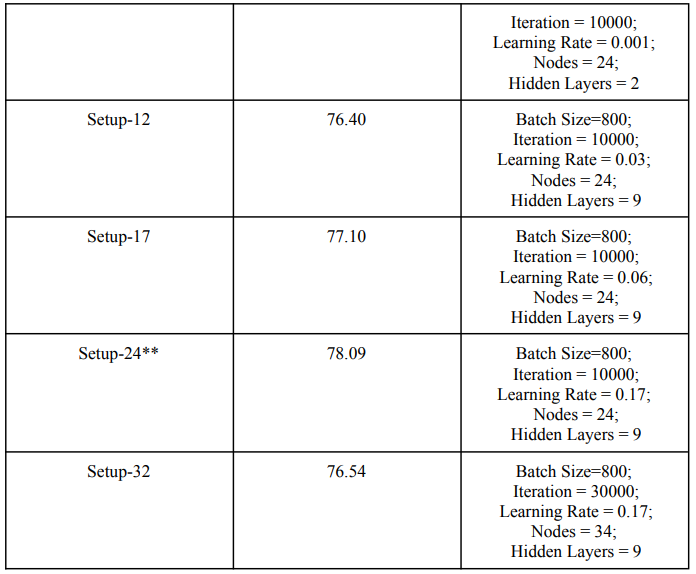 Iteration = 10000;
Learning Rate = 0.001;
Nodes = 24;
Hidden Layers = 2
Setup-12
76.40
Batch Size=800;
Iteration = 10000;
Learning Rate = 0.03;
Nodes = 24;
Hidden Layers = 9
Setup-17
77.10
Batch Size=800;
Iteration = 10000;
Learning Rate = 0.06;
Nodes = 24;
Hidden Layers = 9
Setup-24**
78.09
Batch Size=800;
Iteration = 10000;
Learning Rate = 0.17;
Nodes = 24;
Hidden Layers = 9
Setup-32
76.54
Batch Size=800;
Iteration = 30000;
Learning Rate = 0.17;
Nodes = 34;
Hidden Layers = 9